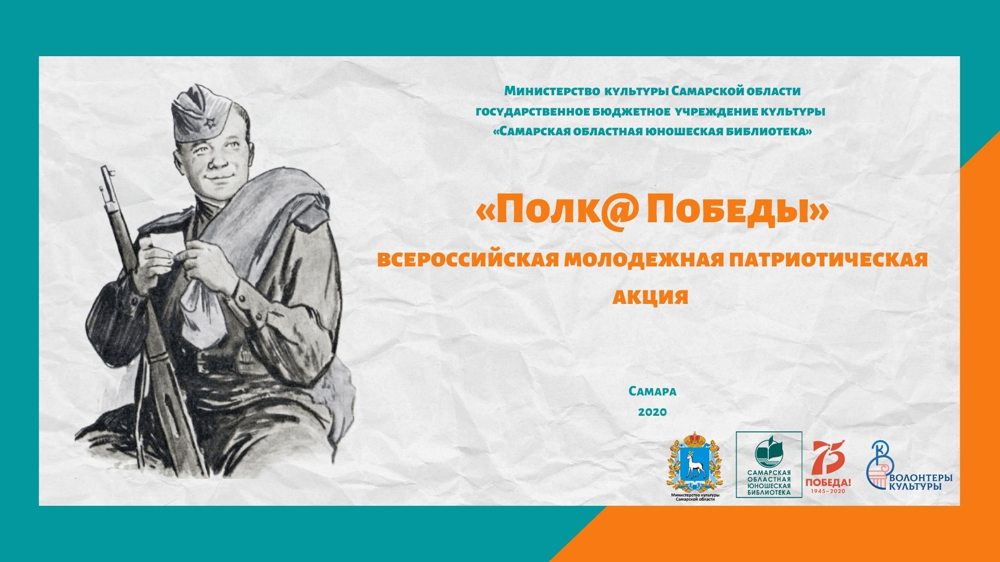 Министерство культуры Самарской области
государственное бюджетное учреждение культуры
«Самарская областная юношеская библиотека»
«Полк@ Победы»
всероссийская молодежная патриотическая
акция
Самара
2020
Министерство культуры
Самарской области
САМАРСКАЯ
ОБЛАСТНАЯ
ЮНОШЕСКАЯ
БИБЛИОТЕКА
75
ПОБЕДА!
1945–2020
ВК
ВОЛОНТЕРЫ
КУЛЬТУРЫ